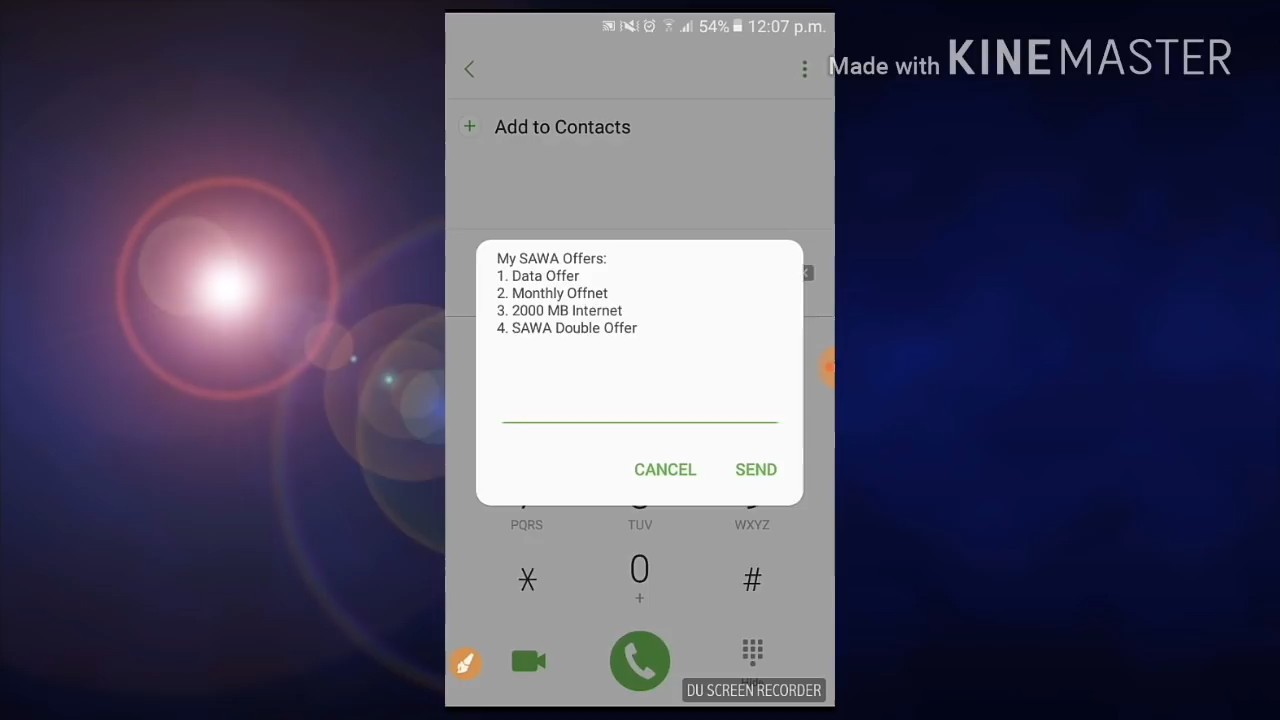 54% 12:07 p.m.
Made with KINEMASTER
+ Add to Contacts
My SAWA Offers:
1. Data Offer
2. Monthly Offnet
3. 2000 MB Internet
4. SAWA Double Offer
CANCEL SEND
PQRS TUV WXYZ
* 0 #
+
DU SCREEN RECORDER